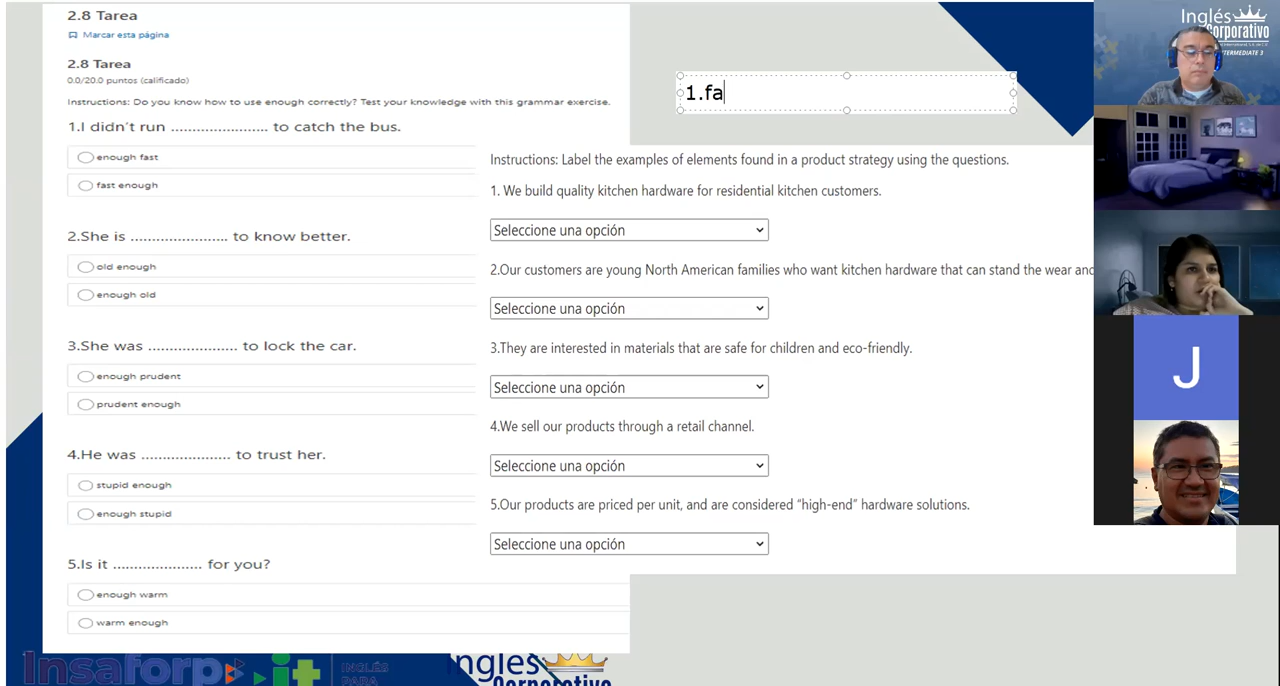 2.8 Tarea
Marcar esta página
2.8 Tarea
0.0/20.0 puntos (calificado)
Instructions: Do you know how to use enough correctly? Test your knowledge with this grammar exercise.
1.I didn't run ....................... to catch the bus.
enough fast
fast enough
2.She is ....................... to know better.
old enough
enough old
3.She was ..................... to lock the car.
enough prudent
prudent enough
4.He was ..................... to trust her.
stupid enough
enough stupid
5.Is it ..................... for you?
enough warm
warm enough
1.fa
Instructions: Label the examples of elements found in a product strategy using the questions.
1. We build quality kitchen hardware for residential kitchen customers.
Seleccione una opción
2.Our customers are young North American families who want kitchen hardware that can stand the wear and
Seleccione una opción
3.They are interested in materials that are safe for children and eco-friendly.
Seleccione una opción
4.We sell our products through a retail channel.
Seleccione una opción
5.Our products are priced per unit, and are considered “high-end” hardware solutions.
Seleccione una opción
Inglés
Corporativo
INTERMEDIATE 3
J
Insaforp
it
INGLÉS
PARA
Inglés
Corporativo